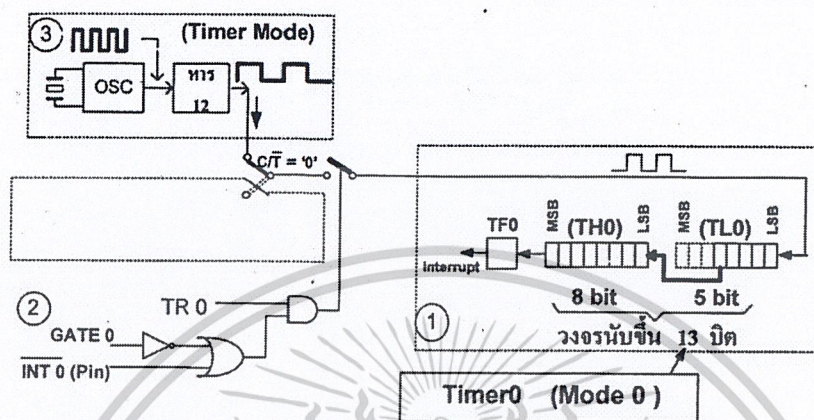 3 (Timer Mode)
OSC
หาร
12
C/T̅ = '0'
TF0
MSB
(TH0)
LSB
MSB
(TL0)
LSB
Interrupt
8 bit
5 bit
วงจรนับขึ้น 13 บิต
1
2
TR 0
GATE 0
I̅N̅T̅ 0 (Pin)
Timer0 (Mode 0 )